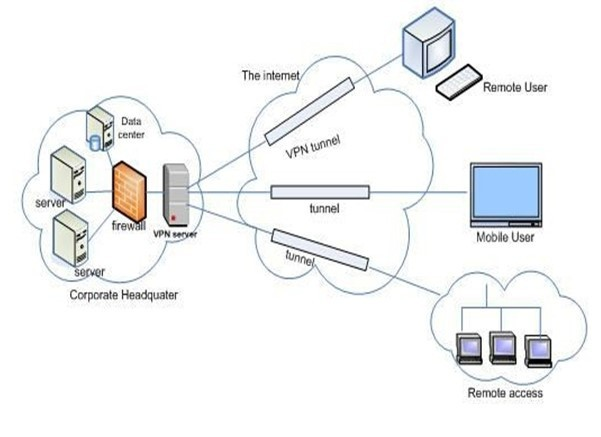 The internet
Remote User
Data
center
VPN tunnel
server
firewall
VPN server
tunnel
Mobile User
tunnel
server
Corporate Headquater
Remote access